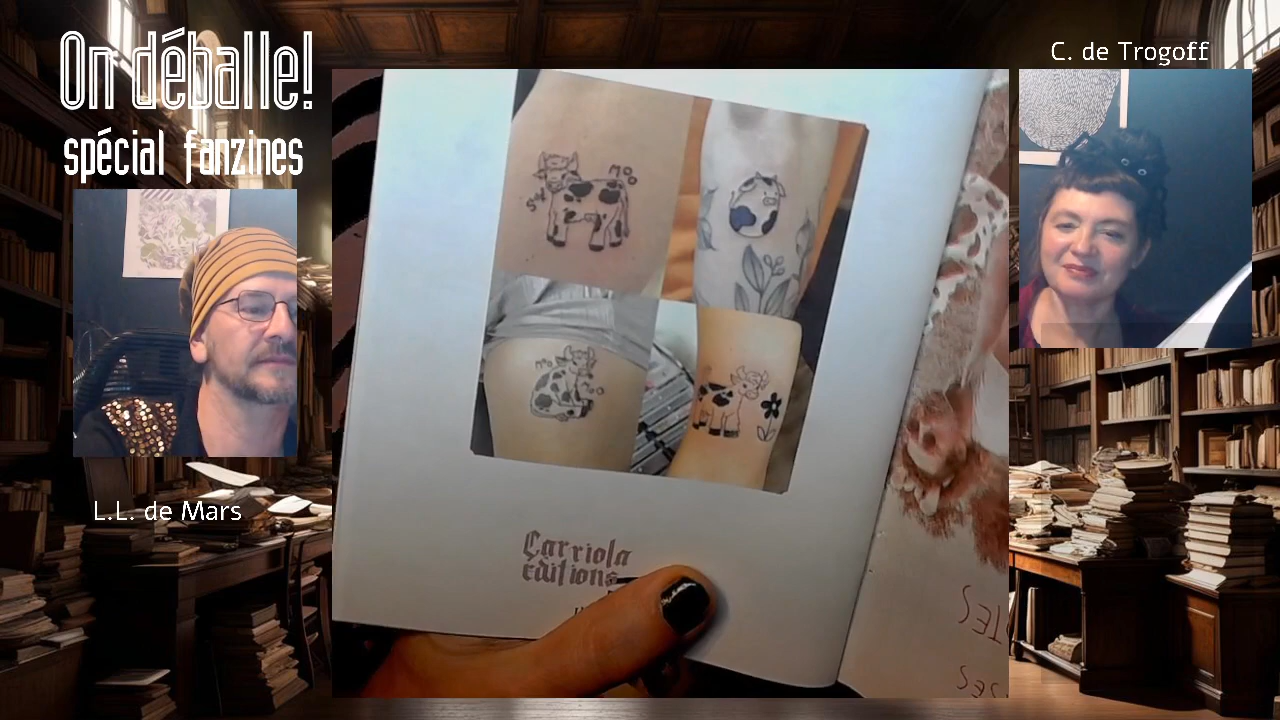 On déballe!
spécial fanzines
C. de Trogoff
L.L. de Mars
Carriola
éditions